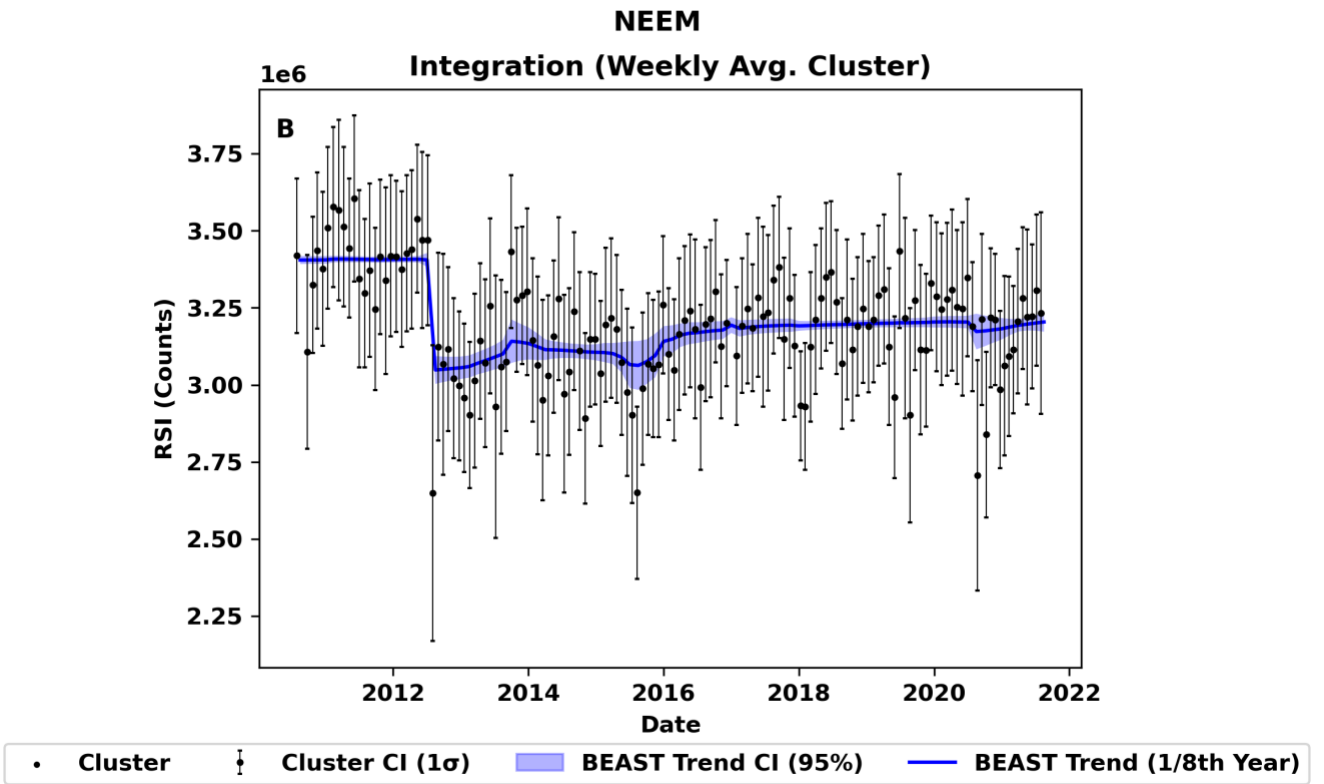 NEEM
Integration (Weekly Avg. Cluster)
1e6
B
3.75
3.50
3.25
3.00
2.75
2.50
2.25
RSI (Counts)
2012 2014 2016 2018 2020 2022
Date
Cluster Cluster CI (1σ) BEAST Trend CI (95%) BEAST Trend (1/8th Year)